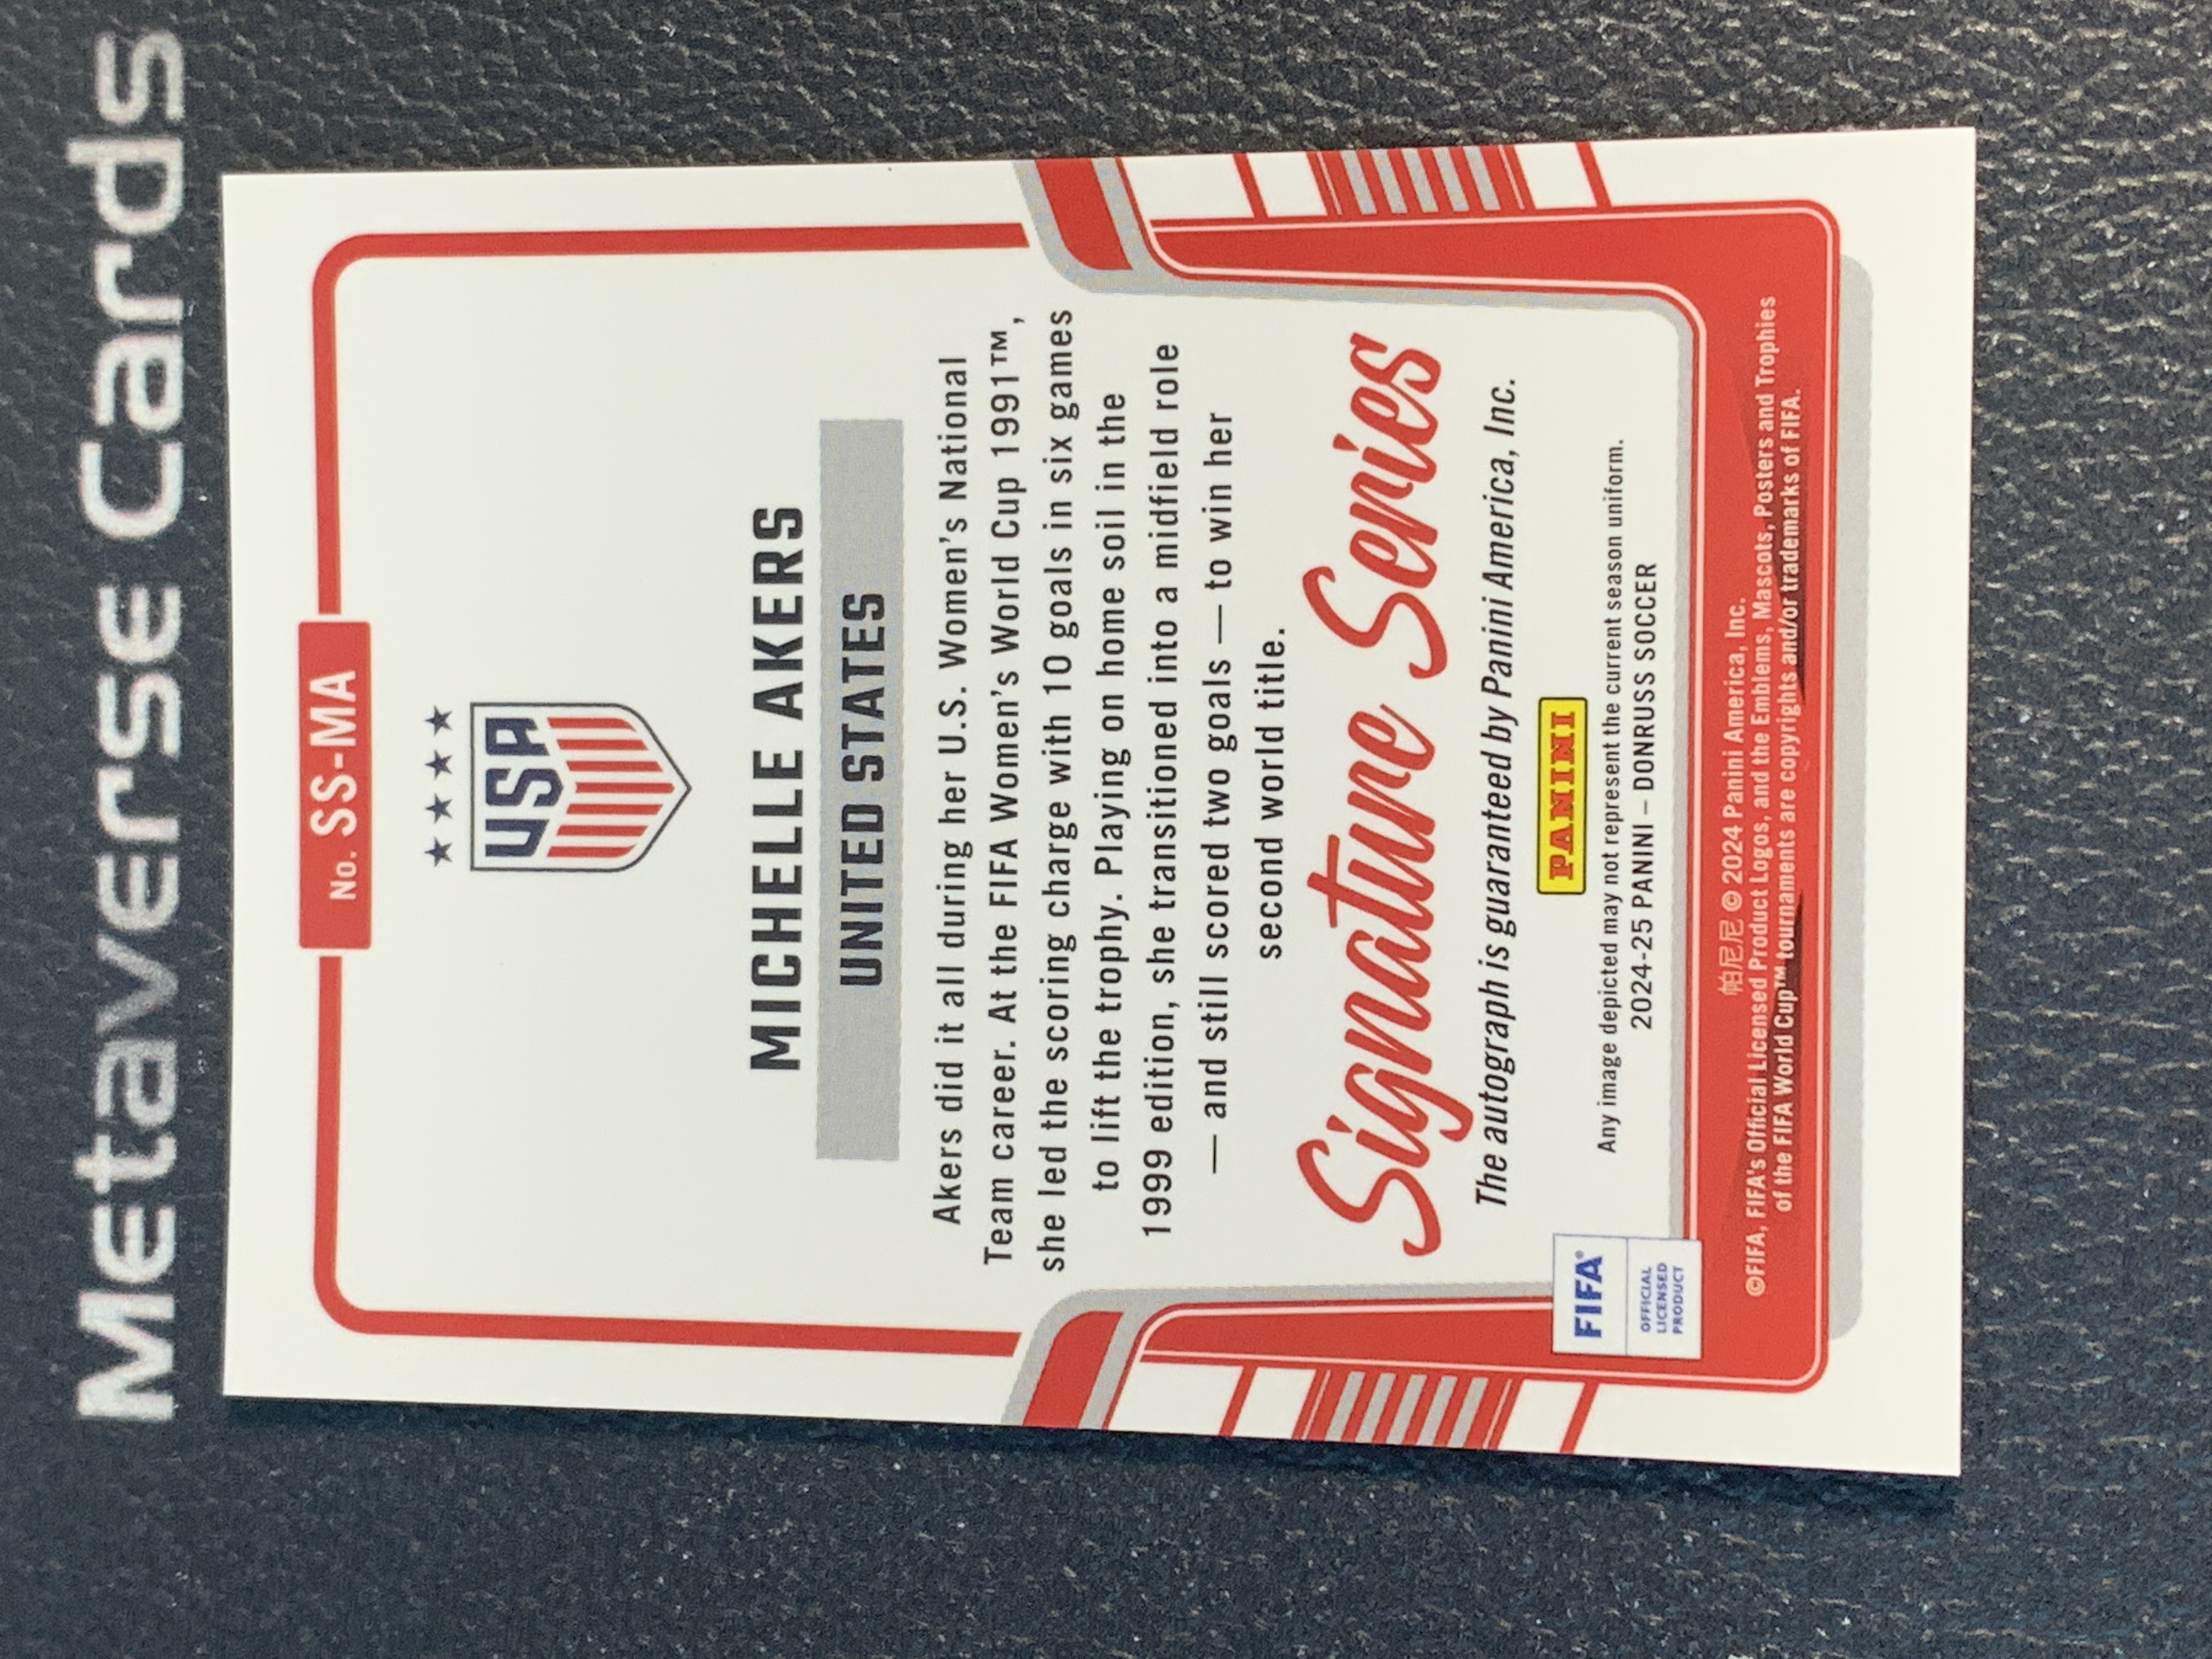 Metaverse Cards
No. SS-MA
USA
MICHELLE AKERS
UNITED STATES
Akers did it all during her U.S. Women's National
Team career. At the FIFA Women's World Cup 1991™,
she led the scoring charge with 10 goals in six games
to lift the trophy. Playing on home soil in the
1999 edition, she transitioned into a midfield role
— and still scored two goals — to win her
second world title.
Signature Series
The autograph is guaranteed by Panini America, Inc.
PANINI
Any image depicted may not represent the current season uniform.
2024-25 PANINI – DONRUSS SOCCER
FIFA®
OFFICIAL
LICENSED
PRODUCT
帕尼尼 © 2024 Panini America, Inc.
©FIFA, FIFA's Official Licensed Product Logos, and the Emblems, Mascots, Posters and Trophies
of the FIFA World Cup™ tournaments are copyrights and/or trademarks of FIFA.